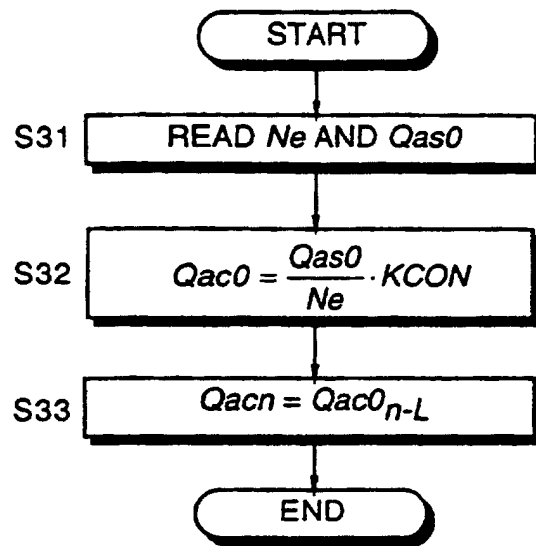 START
S31 READ Ne AND Qas0
S32 Qac0 = Qas0/Ne · KCON
S33 Qacn = Qac0n-L
END